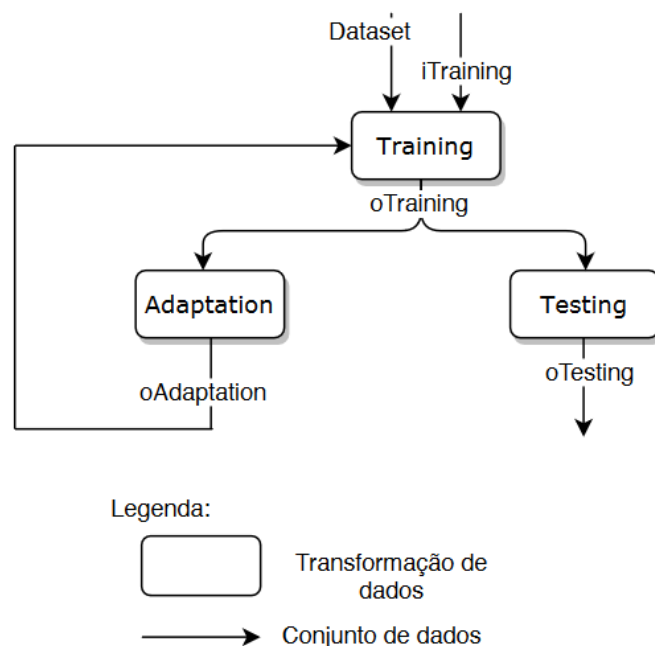 Dataset
iTraining
Training
oTraining
Adaptation
Testing
oAdaptation
oTesting
Legenda:
Transformação de
dados
Conjunto de dados